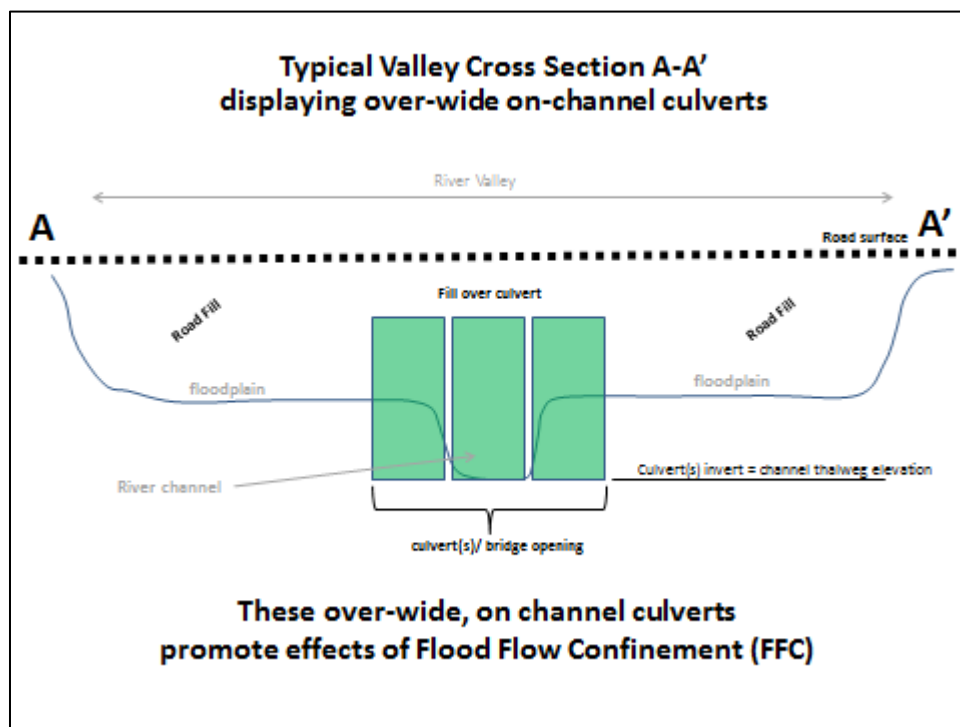 Typical Valley Cross Section A-A’
displaying over-wide on-channel culverts
River Valley
A
A’
Road surface
Fill over culvert
Road Fill
Road Fill
floodplain
floodplain
Culvert(s) invert = channel thalweg elevation
River channel
culvert(s)/ bridge opening
These over-wide, on channel culverts
promote effects of Flood Flow Confinement (FFC)